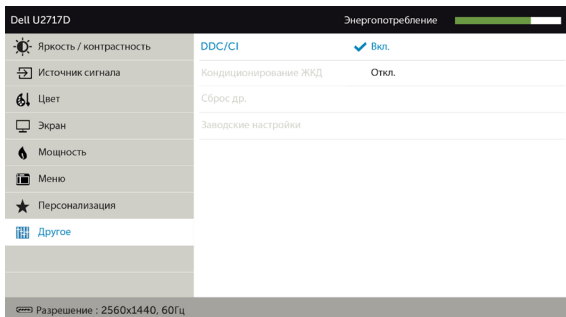 Dell U2717D
Энергопотребление
Яркость / контрастность
DDC/CI
Вкл.
Источник сигнала
Кондиционирование ЖКД
Откл.
Цвет
Сброс др.
Экран
Заводские настройки
Мощность
Меню
Персонализация
Другое
Разрешение : 2560x1440, 60Гц